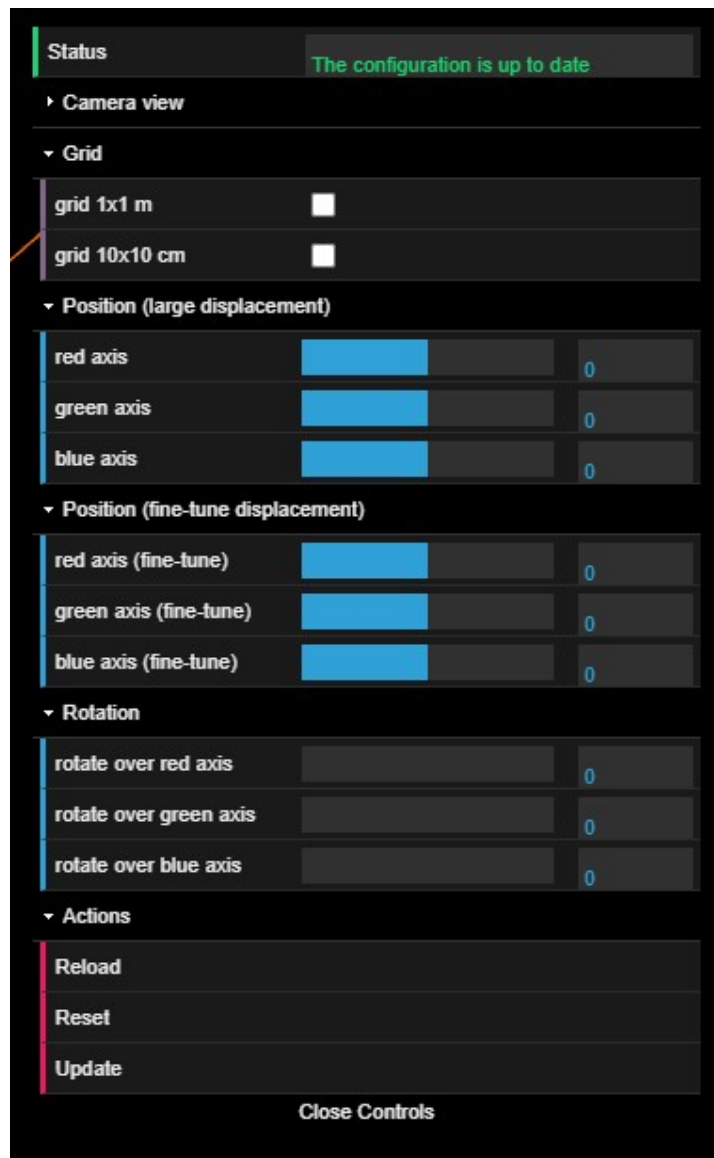 Status The configuration is up to date
Camera view
Grid
grid 1x1 m
grid 10x10 cm
Position (large displacement)
red axis 0
green axis 0
blue axis 0
Position (fine-tune displacement)
red axis (fine-tune) 0
green axis (fine-tune) 0
blue axis (fine-tune) 0
Rotation
rotate over red axis 0
rotate over green axis 0
rotate over blue axis 0
Actions
Reload
Reset
Update
Close Controls